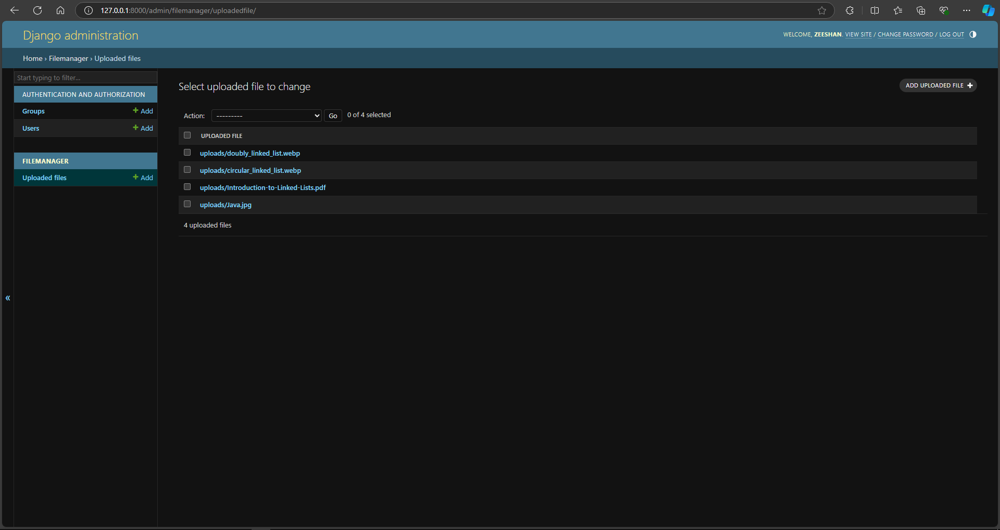 127.0.0.1:8000/admin/filemanager/uploadedfile/
Django administration
WELCOME, ZEESHAN. VIEW SITE / CHANGE PASSWORD / LOG OUT
Home › Filemanager › Uploaded files
Start typing to filter...
AUTHENTICATION AND AUTHORIZATION
Groups + Add
Users + Add
FILEMANAGER
Uploaded files + Add
«
Select uploaded file to change
ADD UPLOADED FILE +
Action: --------- Go 0 of 4 selected
UPLOADED FILE
uploads/doubly_linked_list.webp
uploads/circular_linked_list.webp
uploads/Introduction-to-Linked-Lists.pdf
uploads/Java.jpg
4 uploaded files